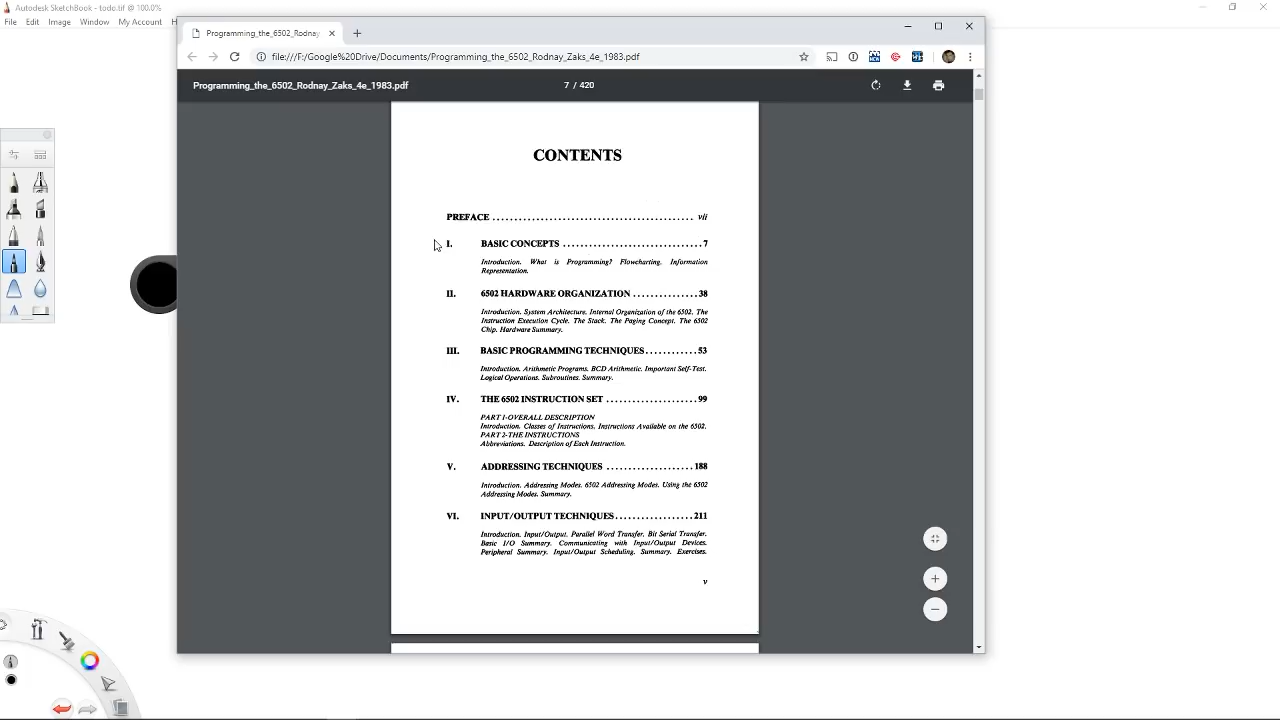 Autodesk SketchBook - todo.tif @ 100.0%
File Edit Image Window My Account
Programming_the_6502_Rodnay
file:///F:/Google%20Drive/Documents/Programming_the_6502_Rodnay_Zaks_4e_1983.pdf
Programming_the_6502_Rodnay_Zaks_4e_1983.pdf 7 / 420
CONTENTS
PREFACE .............................................. vii
I. BASIC CONCEPTS ................................ 7
Introduction. What is Programming? Flowcharting. Information
Representation.
II. 6502 HARDWARE ORGANIZATION ............... 38
Introduction. System Architecture. Internal Organization of the 6502. The
Instruction Execution Cycle. The Stack. The Paging Concept. The 6502
Chip. Hardware Summary.
III. BASIC PROGRAMMING TECHNIQUES............ 53
Introduction. Arithmetic Programs. BCD Arithmetic. Important Self-Test.
Logical Operations. Subroutines. Summary.
IV. THE 6502 INSTRUCTION SET ..................... 99
PART 1-OVERALL DESCRIPTION
Introduction. Classes of Instructions. Instructions Available on the 6502.
PART 2-THE INSTRUCTIONS
Abbreviations. Description of Each Instruction.
V. ADDRESSING TECHNIQUES .................... 188
Introduction. Addressing Modes. 6502 Addressing Modes. Using the 6502
Addressing Modes. Summary.
VI. INPUT/OUTPUT TECHNIQUES.................. 211
Introduction. Input/Output. Parallel Word Transfer. Bit Serial Transfer.
Basic I/O Summary. Communicating with Input/Output Devices.
Peripheral Summary. Input/Output Scheduling. Summary. Exercises.
v